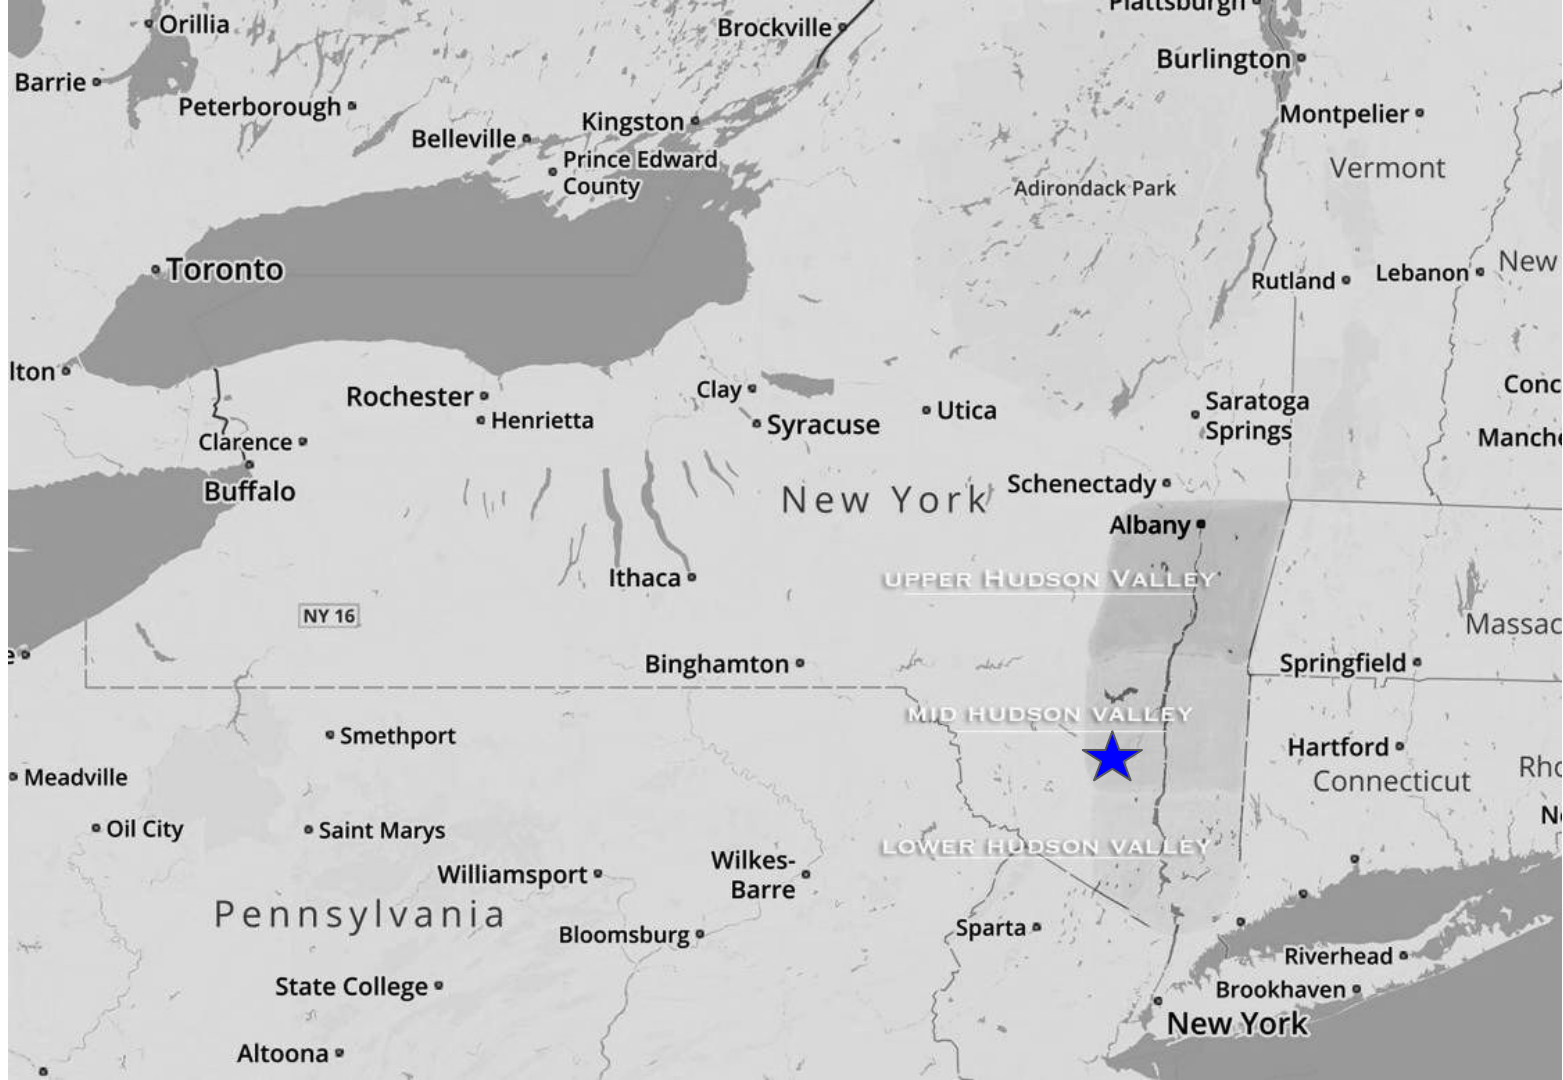 Plattsburgh
Orillia
Brockville
Burlington
Barrie
Peterborough
Montpelier
Kingston
Belleville
Prince Edward
County
Vermont
Adirondack Park
New
Toronto
Lebanon
Rutland
lton
Conc
Clay
Rochester
Saratoga
Springs
Utica
Henrietta
Syracuse
Manche
Clarence
Schenectady
Buffalo
New York
Albany
Ithaca
UPPER HUDSON VALLEY
NY 16
Massac
e
Binghamton
Springfield
MID HUDSON VALLEY
Smethport
Hartford
Rho
Meadville
Connecticut
N
Oil City
Saint Marys
LOWER HUDSON VALLEY
Wilkes-
Barre
Williamsport
Pennsylvania
Sparta
Bloomsburg
Riverhead
State College
Brookhaven
New York
Altoona